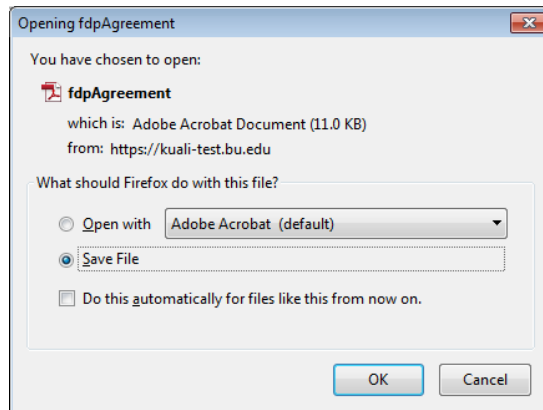 Opening fdpAgreement
You have chosen to open:
fdpAgreement
which is: Adobe Acrobat Document (11.0 KB)
from: https://kuali-test.bu.edu
What should Firefox do with this file?
Open with Adobe Acrobat (default)
Save File
Do this automatically for files like this from now on.
OK Cancel